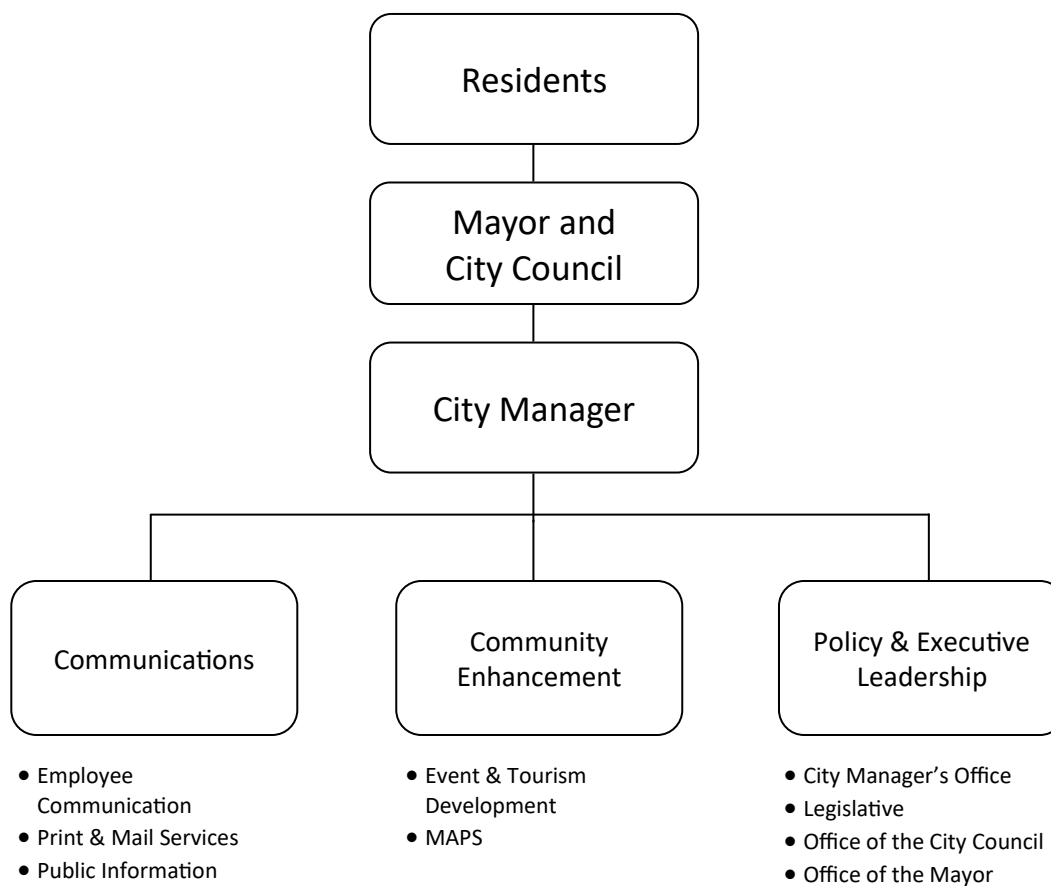 Residents
Mayor and
City Council
City Manager
Communications
• Employee
Communication
• Print & Mail Services
• Public Information
Community
Enhancement
• Event & Tourism
Development
• MAPS
Policy & Executive
Leadership
• City Manager’s Office
• Legislative
• Office of the City Council
• Office of the Mayor